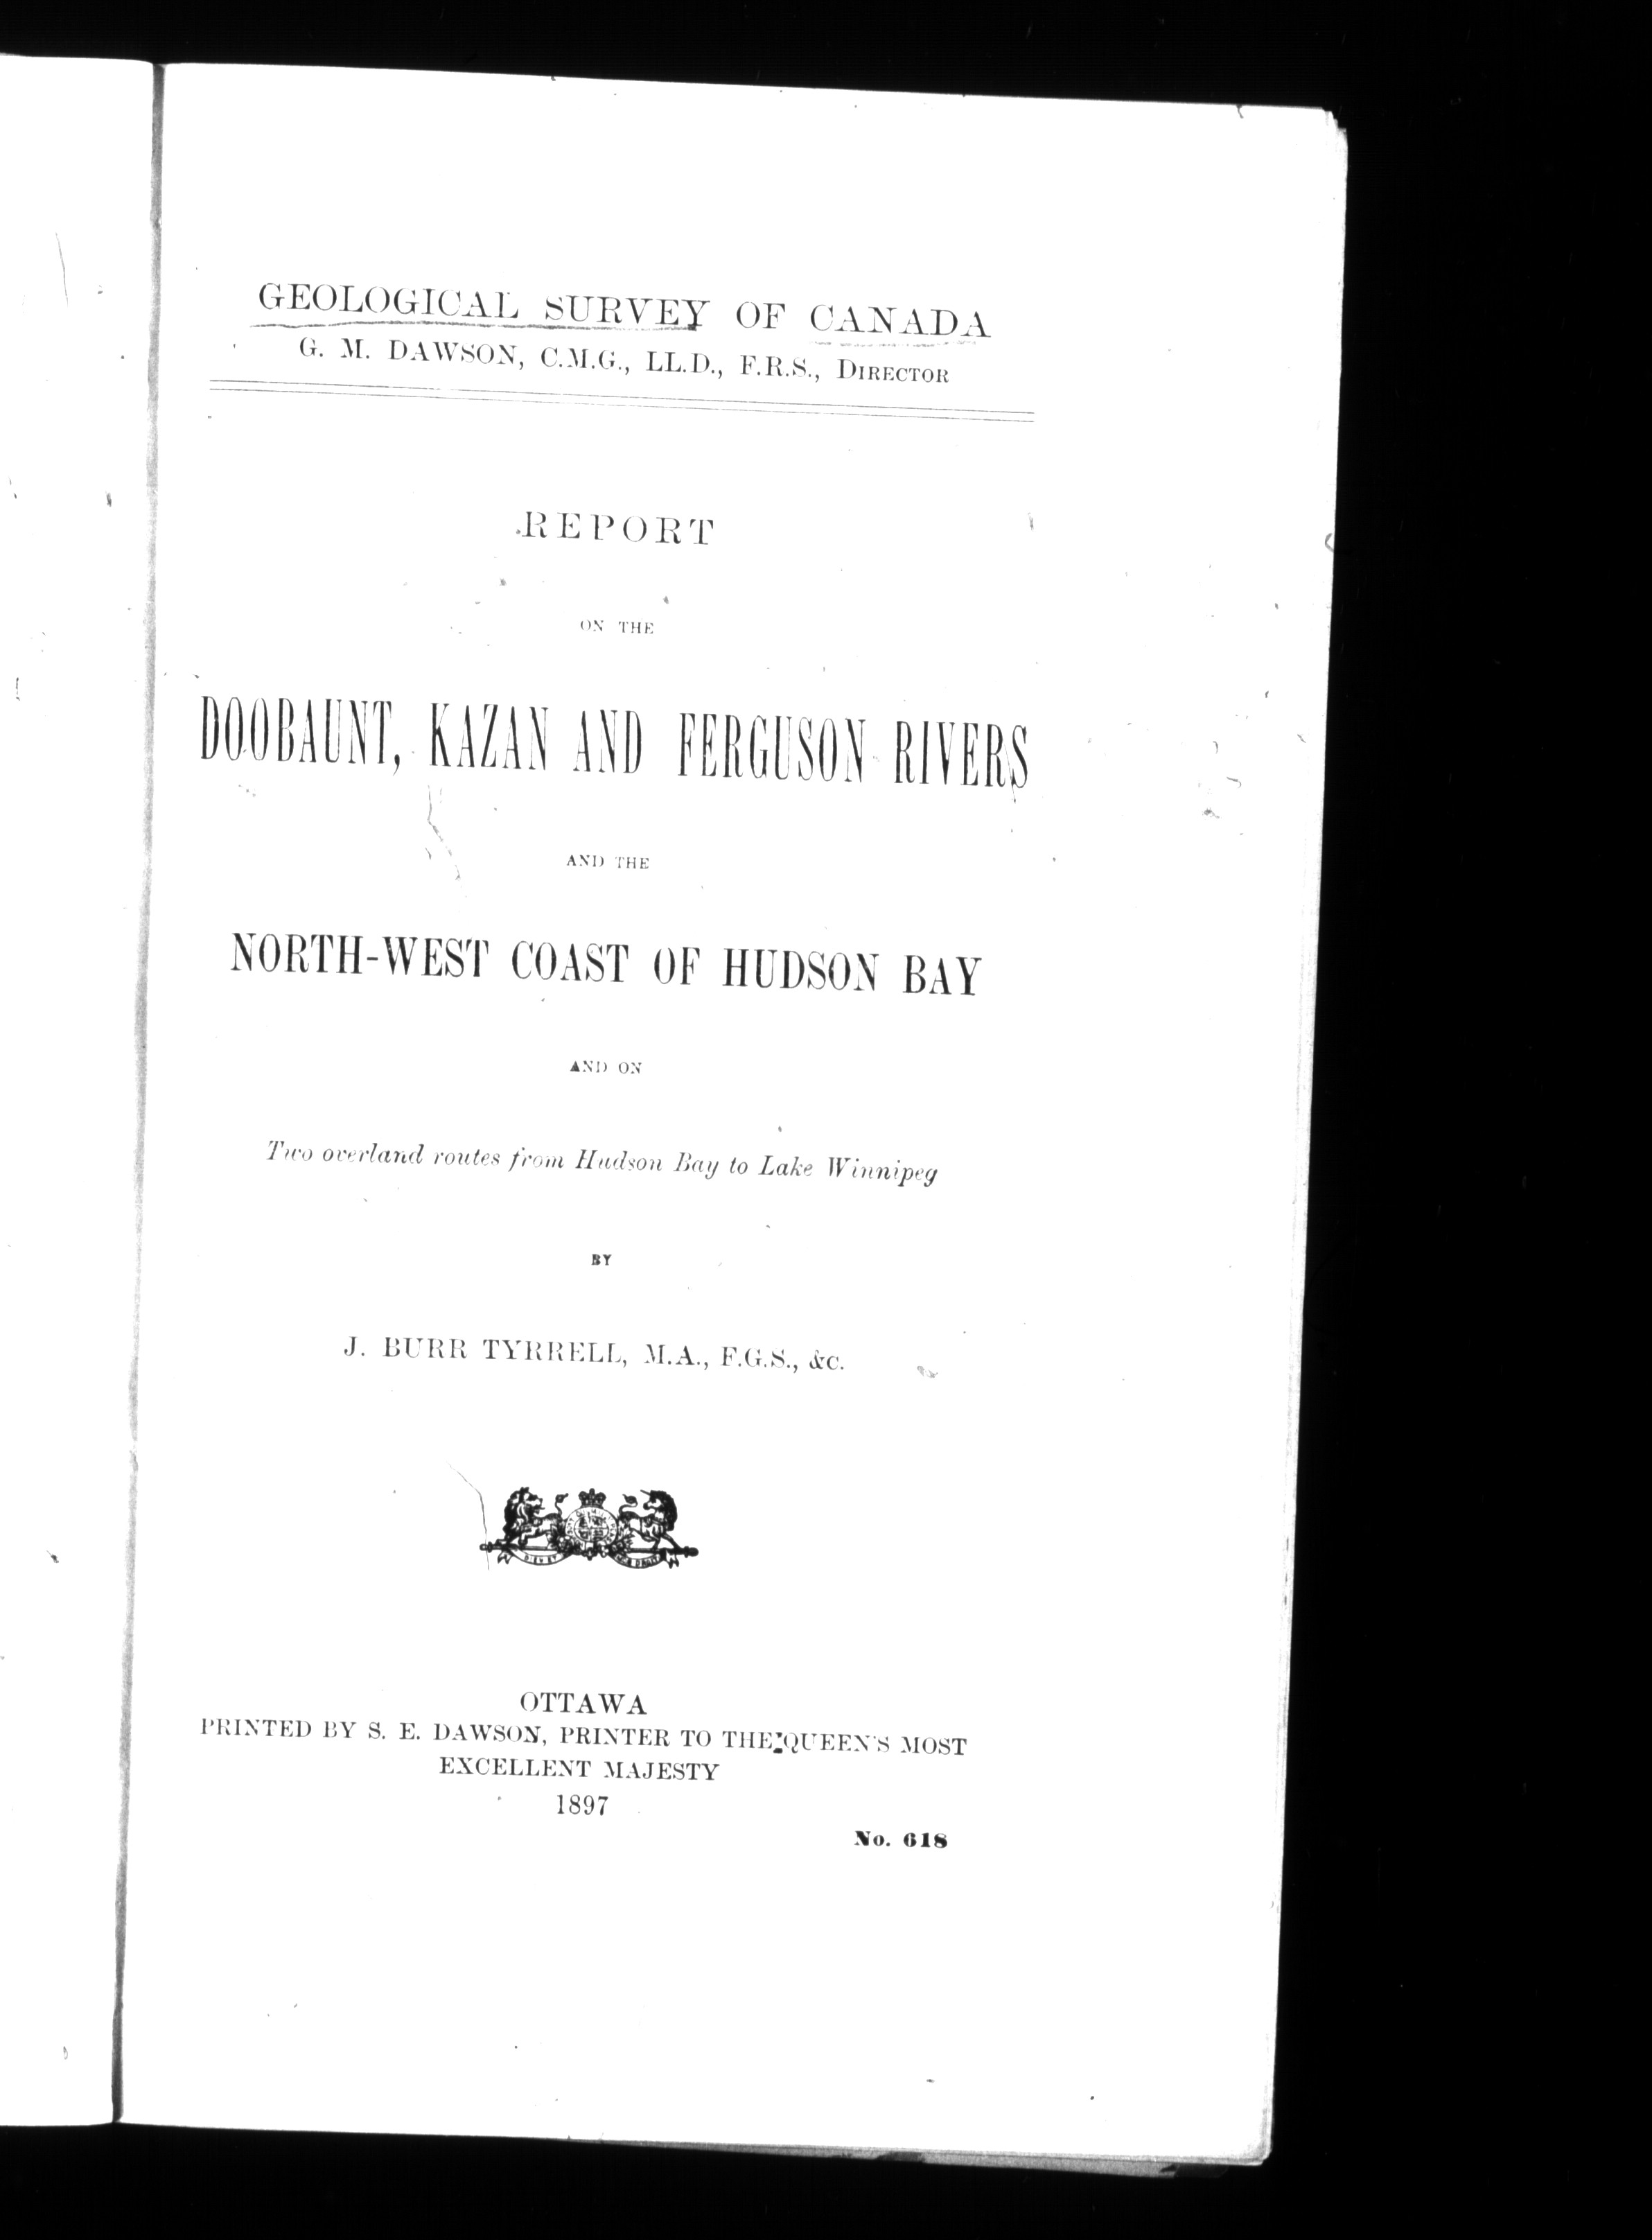 GEOLOGICAL SURVEY OF CANADA
G. M. DAWSON, C.M.G., LL.D., F.R.S., DIRECTOR
REPORT
ON THE
DOOBAUNT, KAZAN AND FERGUSON RIVERS
AND THE
NORTH-WEST COAST OF HUDSON BAY
AND ON
Two overland routes from Hudson Bay to Lake Winnipeg
BY
J. BURR TYRRELL, M.A., F.G.S., &C.
OTTAWA
PRINTED BY S. E. DAWSON, PRINTER TO THE QUEEN'S MOST
EXCELLENT MAJESTY
1897
No. 618